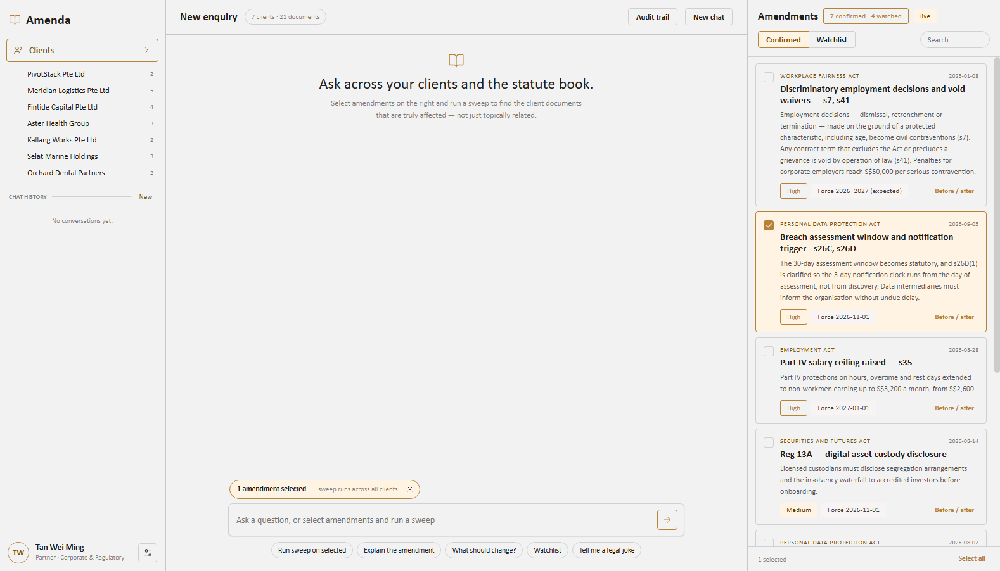 Amenda
Clients
PivotStack Pte Ltd 2
Meridian Logistics Pte Ltd 5
Fintide Capital Pte Ltd 4
Aster Health Group 3
Kallang Works Pte Ltd 2
Selat Marine Holdings 3
Orchard Dental Partners 2
CHAT HISTORY New
No conversations yet.
TW
Tan Wei Ming
Partner · Corporate & Regulatory
New enquiry 7 clients · 21 documents Audit trail New chat
Ask across your clients and the statute book.
Select amendments on the right and run a sweep to find the client documents
that are truly affected — not just topically related.
1 amendment selected sweep runs across all clients
Ask a question, or select amendments and run a sweep
Run sweep on selected Explain the amendment What should change? Watchlist Tell me a legal joke
Amendments 7 confirmed · 4 watched live
Confirmed Watchlist Search...
WORKPLACE FAIRNESS ACT 2025-01-08
Discriminatory employment decisions and void
waivers — s7, s41
Employment decisions — dismissal, retrenchment or
termination — made on the ground of a protected
characteristic, including age, become civil contraventions (s7).
Any contract term that excludes the Act or precludes a
grievance is void by operation of law (s41). Penalties for
corporate employers reach S$50,000 per serious contravention.
High Force 2026–2027 (expected) Before / after
PERSONAL DATA PROTECTION ACT 2026-09-05
Breach assessment window and notification
trigger - s26C, s26D
The 30-day assessment window becomes statutory, and s26D(1)
is clarified so the 3-day notification clock runs from the day of
assessment, not from discovery. Data intermediaries must
inform the organisation without undue delay.
High Force 2026-11-01 Before / after
EMPLOYMENT ACT 2026-08-28
Part IV salary ceiling raised — s35
Part IV protections on hours, overtime and rest days extended
to non-workmen earning up to S$3,200 a month, from S$2,600.
High Force 2027-01-01 Before / after
SECURITIES AND FUTURES ACT 2026-08-14
Reg 13A — digital asset custody disclosure
Licensed custodians must disclose segregation arrangements
and the insolvency waterfall to accredited investors before
onboarding.
Medium Force 2026-12-01 Before / after
PERSONAL DATA PROTECTION ACT 2026-08-02
1 selected Select all